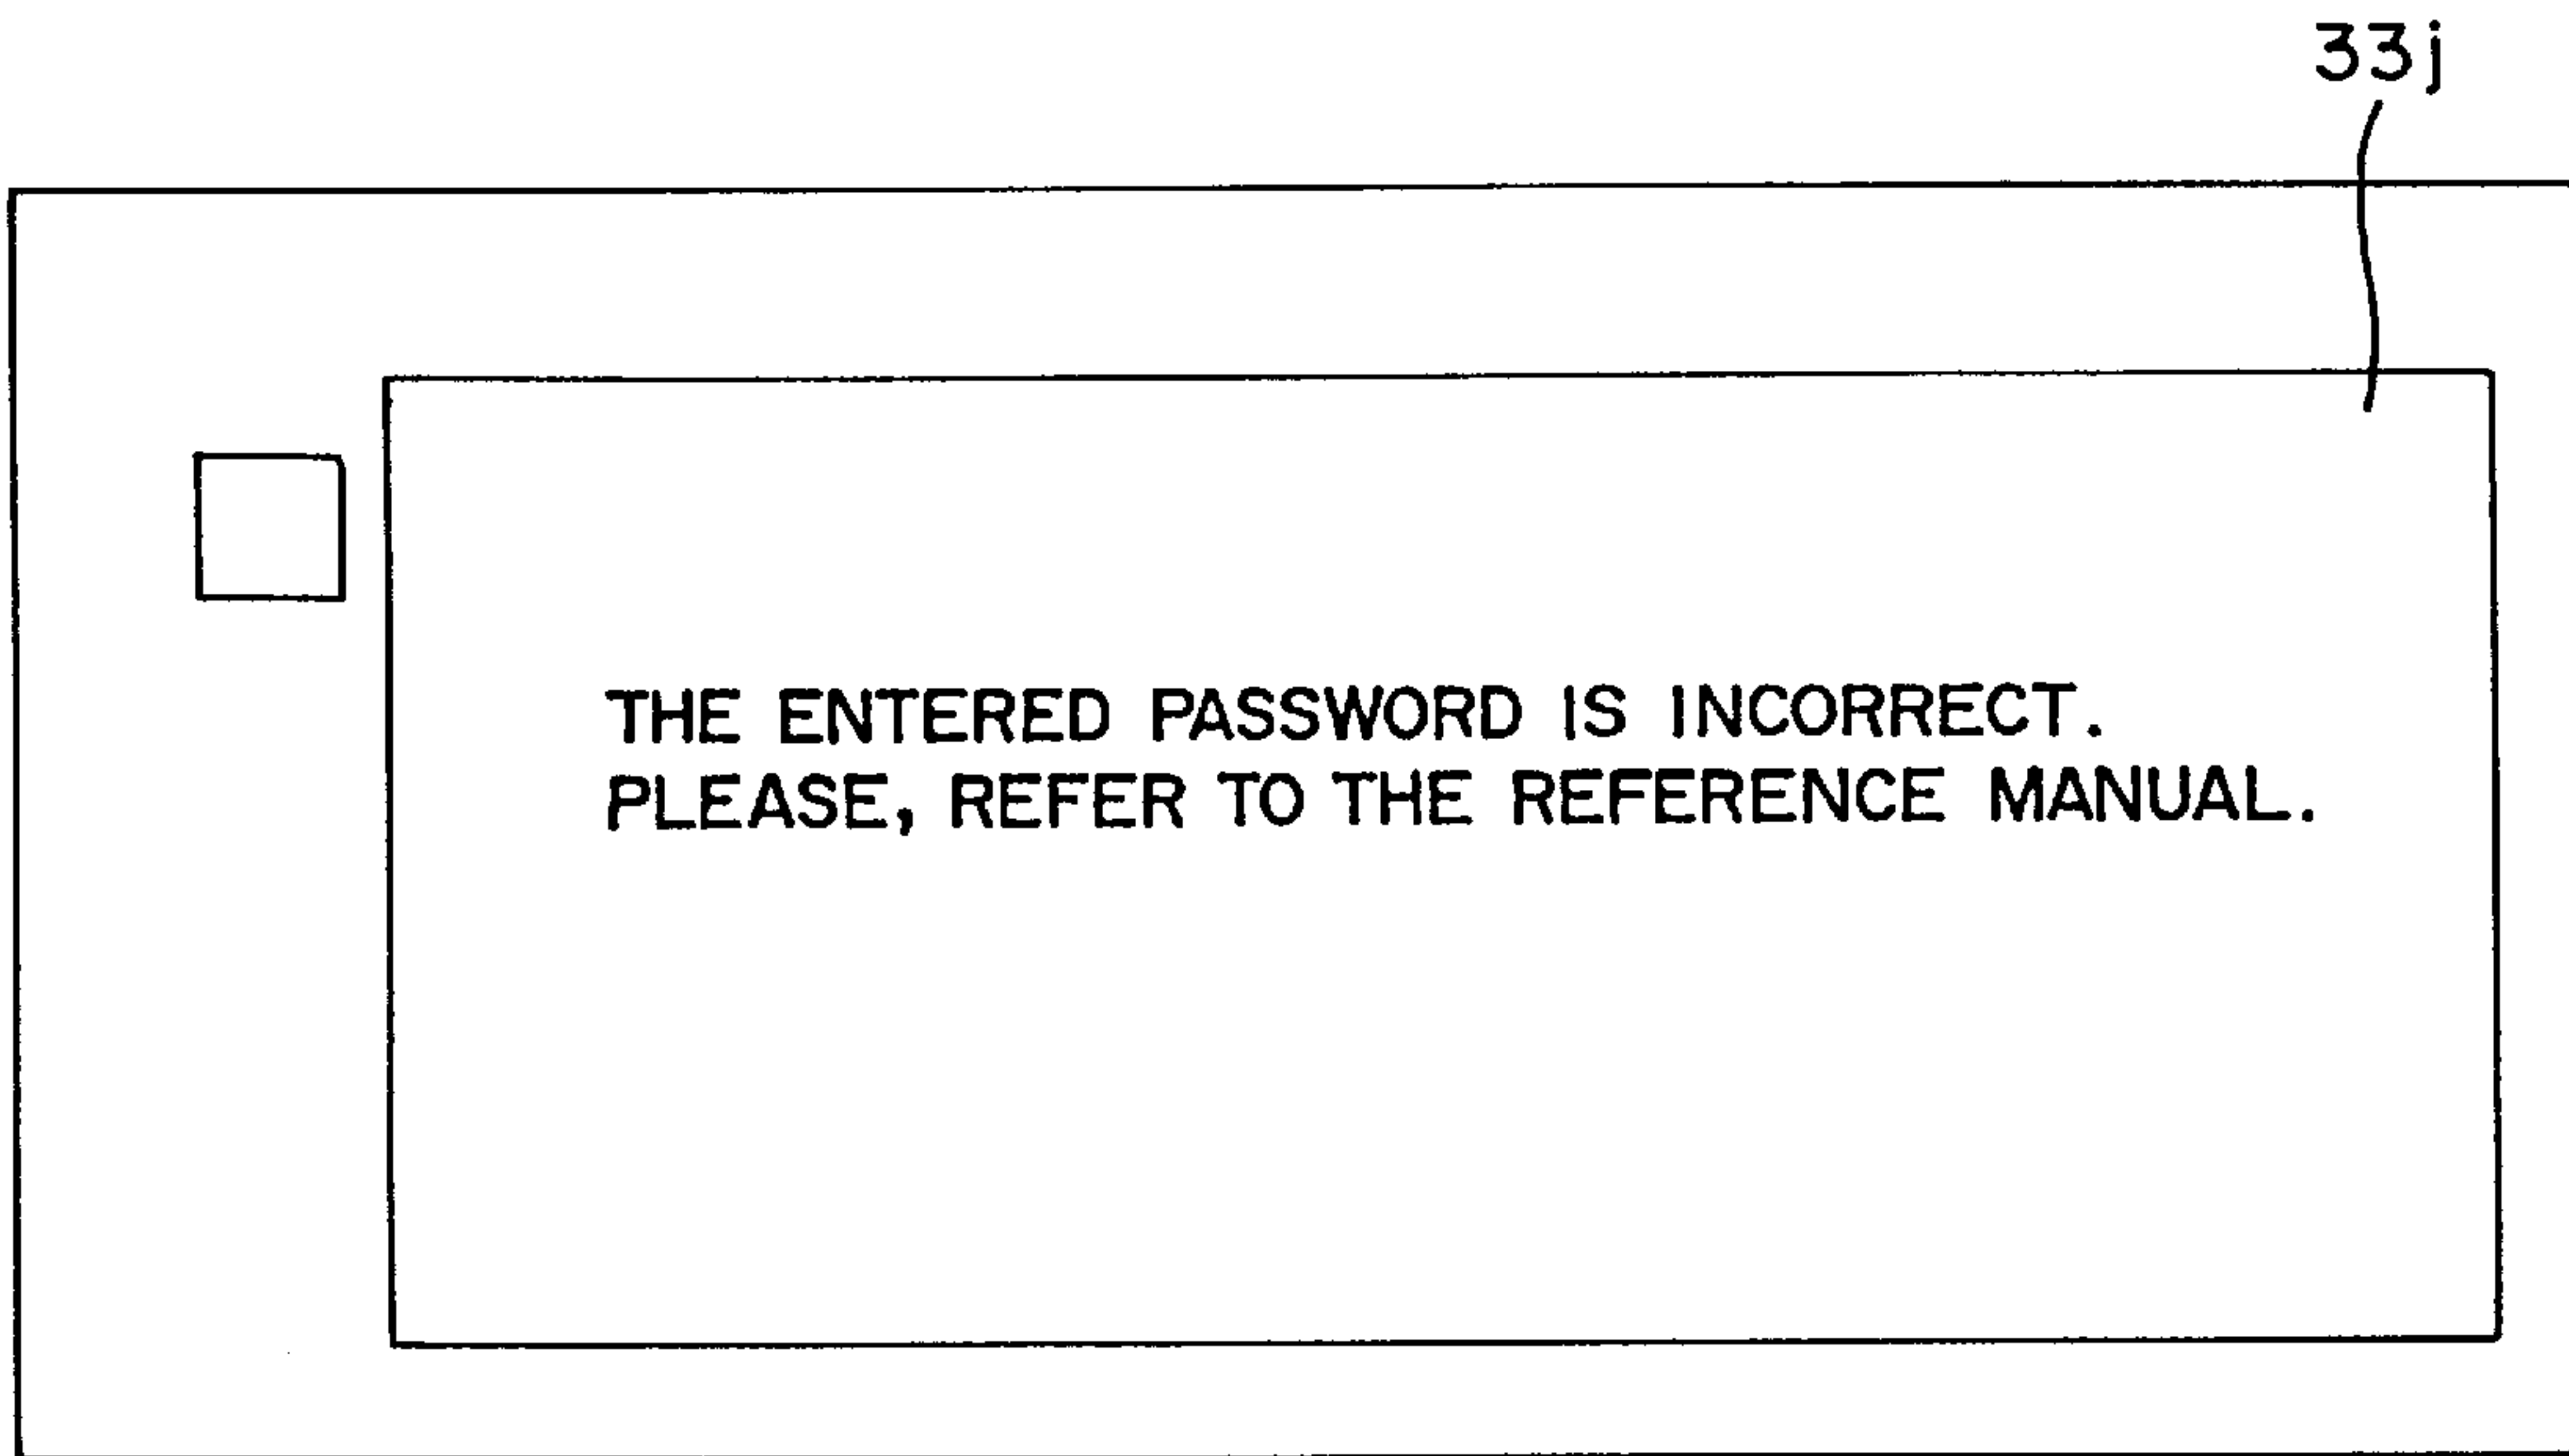 33j
THE ENTERED PASSWORD IS INCORRECT.
PLEASE, REFER TO THE REFERENCE MANUAL.